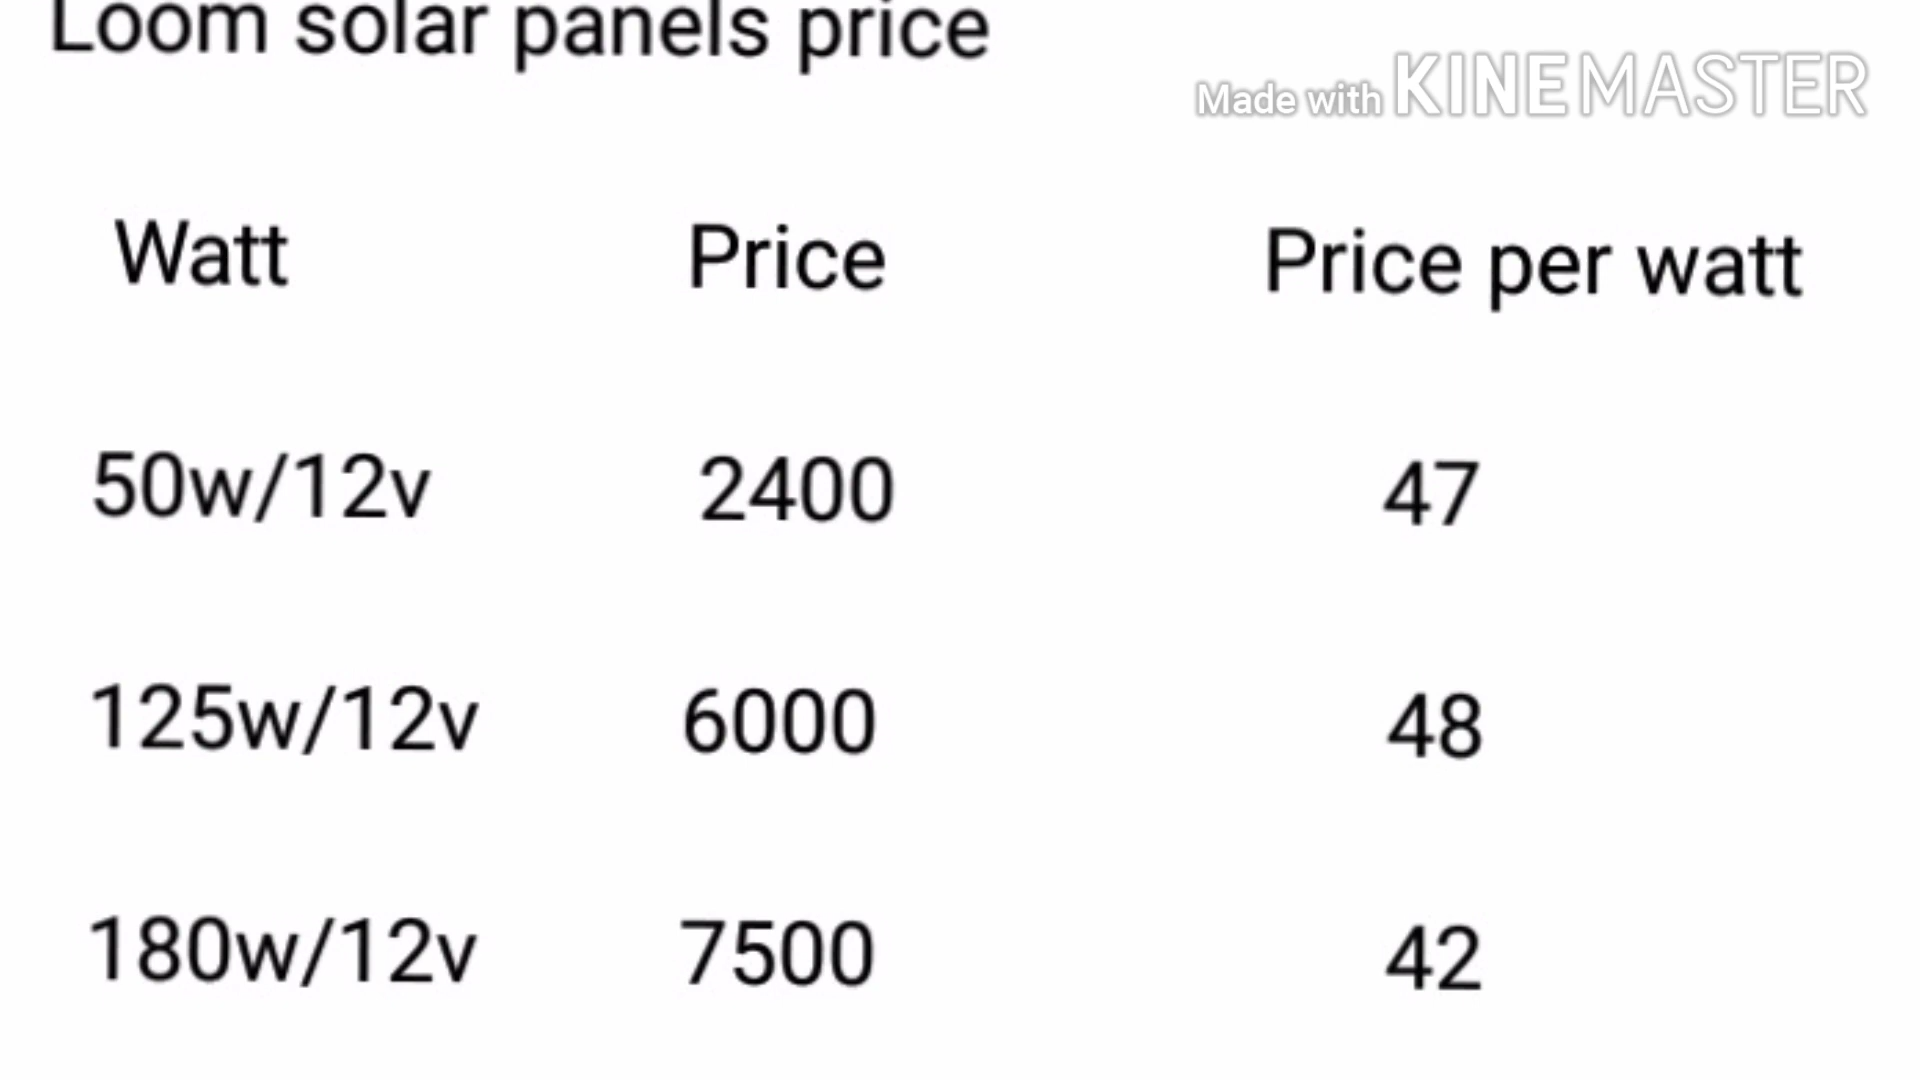 Loom solar panels price
Made with KINEMASTER
Watt Price Price per watt
50w/12v 2400 47
125w/12v 6000 48
180w/12v 7500 42